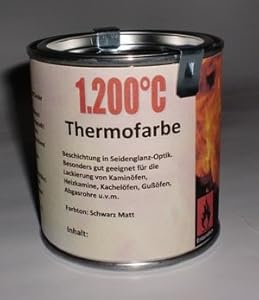 1.200°C
Thermofarbe
Beschichtung in Seidenglanz-Optik.
Besonders gut geeignet für die
Lackierung von Kaminöfen,
Heizkamine, Kachelöfen, Gußöfen,
Abgasrohre u.v.m.
Farbton: Schwarz Matt
Inhalt: